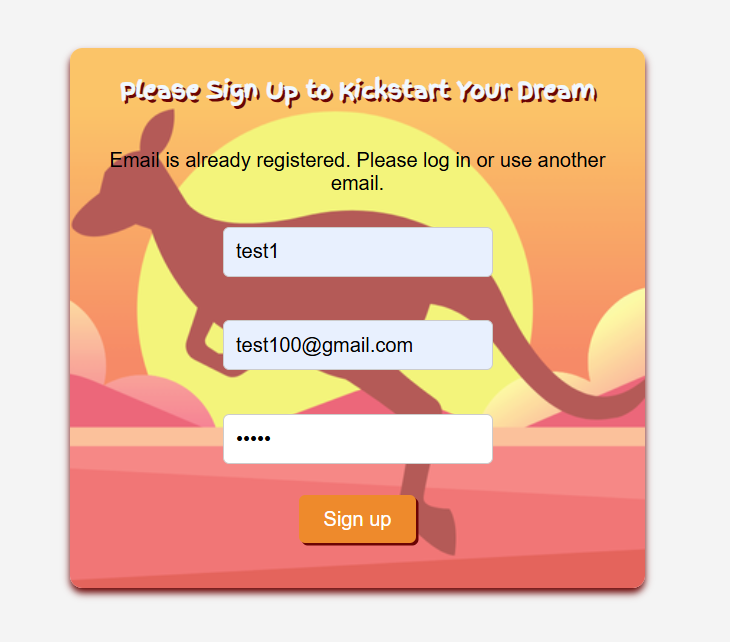 Please Sign Up to Kickstart Your Dream
Email is already registered. Please log in or use another
email.
test1
test100@gmail.com
•••••
Sign up